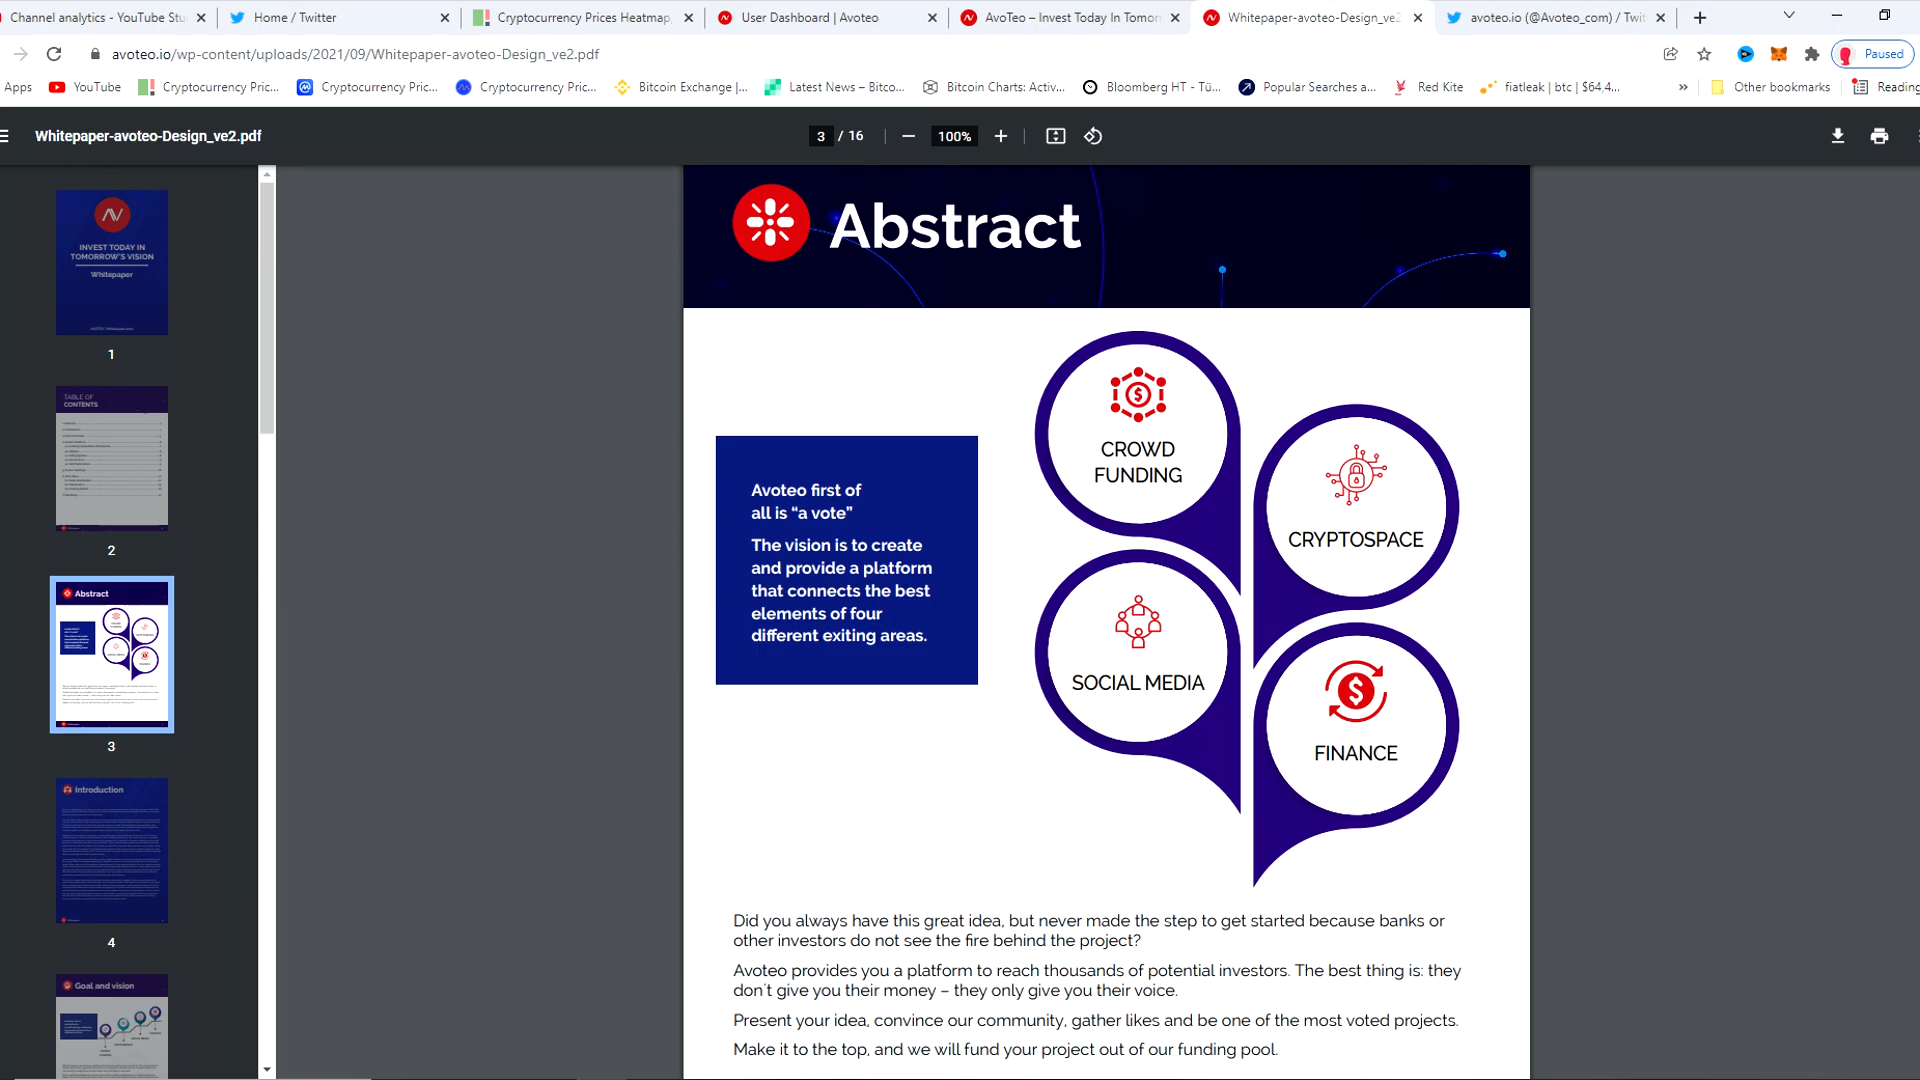 Channel analytics - YouTube Stu
Home / Twitter
Cryptocurrency Prices Heatmap,
User Dashboard | Avoteo
AvoTeo – Invest Today In Tomor
Whitepaper-avoteo-Design_ve2
avoteo.io (@Avoteo_com) / Twit
avoteo.io/wp-content/uploads/2021/09/Whitepaper-avoteo-Design_ve2.pdf
Paused
Apps
YouTube
Cryptocurrency Pric...
Cryptocurrency Pric...
Cryptocurrency Pric...
Bitcoin Exchange |...
Latest News – Bitco...
Bitcoin Charts: Activ...
Bloomberg HT - Tü...
Popular Searches a...
Red Kite
fiatleak | btc | $64,4...
»
Other bookmarks
Reading
Whitepaper-avoteo-Design_ve2.pdf
3 / 16
100%
INVEST TODAY IN
TOMORROW'S VISION
Whitepaper
1
TABLE OF
CONTENTS
2
Abstract
3
Introduction
4
Goal and vision
Abstract
Avoteo first of
all is “a vote”
The vision is to create
and provide a platform
that connects the best
elements of four
different exiting areas.
CROWD
FUNDING
CRYPTOSPACE
SOCIAL MEDIA
FINANCE
Did you always have this great idea, but never made the step to get started because banks or
other investors do not see the fire behind the project?
Avoteo provides you a platform to reach thousands of potential investors. The best thing is: they
don´t give you their money – they only give you their voice.
Present your idea, convince our community, gather likes and be one of the most voted projects.
Make it to the top, and we will fund your project out of our funding pool.